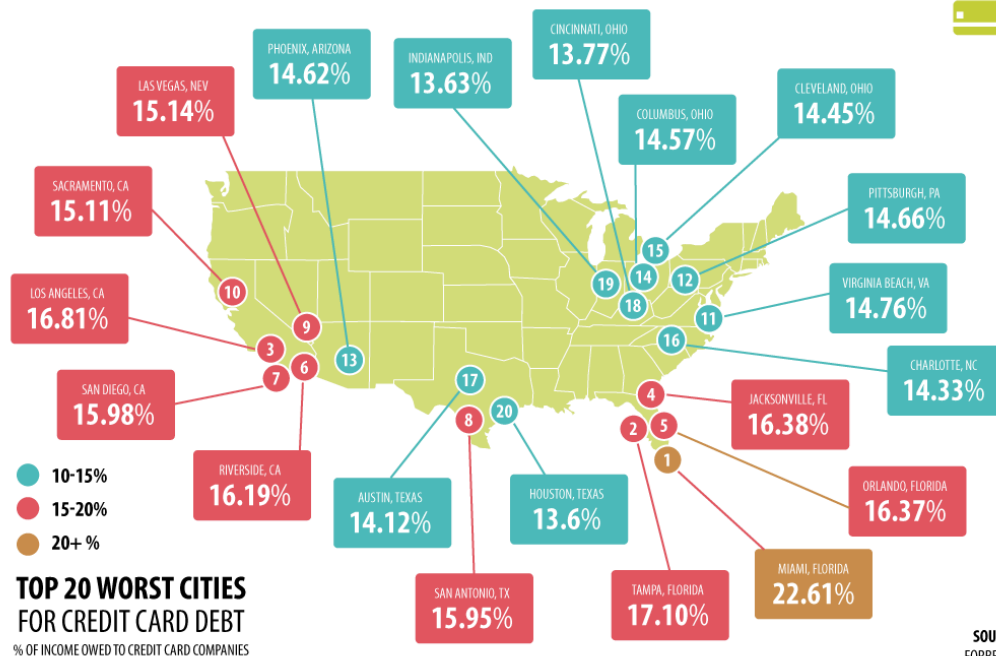 CINCINNATI, OHIO
13.77%
PHOENIX, ARIZONA
14.62%
INDIANAPOLIS, IND
13.63%
LAS VEGAS, NEV
15.14%
CLEVELAND, OHIO
14.45%
COLUMBUS, OHIO
14.57%
SACRAMENTO, CA
15.11%
PITTSBURGH, PA
14.66%
LOS ANGELES, CA
16.81%
VIRGINIA BEACH, VA
14.76%
SAN DIEGO, CA
15.98%
CHARLOTTE, NC
14.33%
15
14
12
19
10
18
11
9
16
3
13
6
7
17
4
20
8
2
5
1
JACKSONVILLE, FL
16.38%
RIVERSIDE, CA
16.19%
AUSTIN, TEXAS
14.12%
HOUSTON, TEXAS
13.6%
ORLANDO, FLORIDA
16.37%
SAN ANTONIO, TX
15.95%
TAMPA, FLORIDA
17.10%
MIAMI, FLORIDA
22.61%
10-15%
15-20%
20+ %
TOP 20 WORST CITIES
FOR CREDIT CARD DEBT
% OF INCOME OWED TO CREDIT CARD COMPANIES